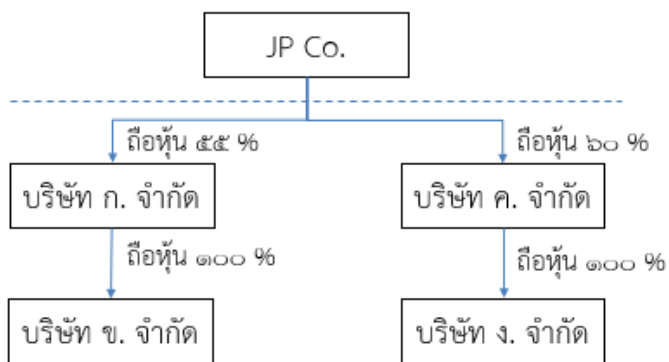 JP Co.
ถือหุ้น ๕๕ %
ถือหุ้น ๖๐ %
บริษัท ก. จำกัด
บริษัท ค. จำกัด
ถือหุ้น ๑๐๐ %
ถือหุ้น ๑๐๐ %
บริษัท ข. จำกัด
บริษัท ง. จำกัด